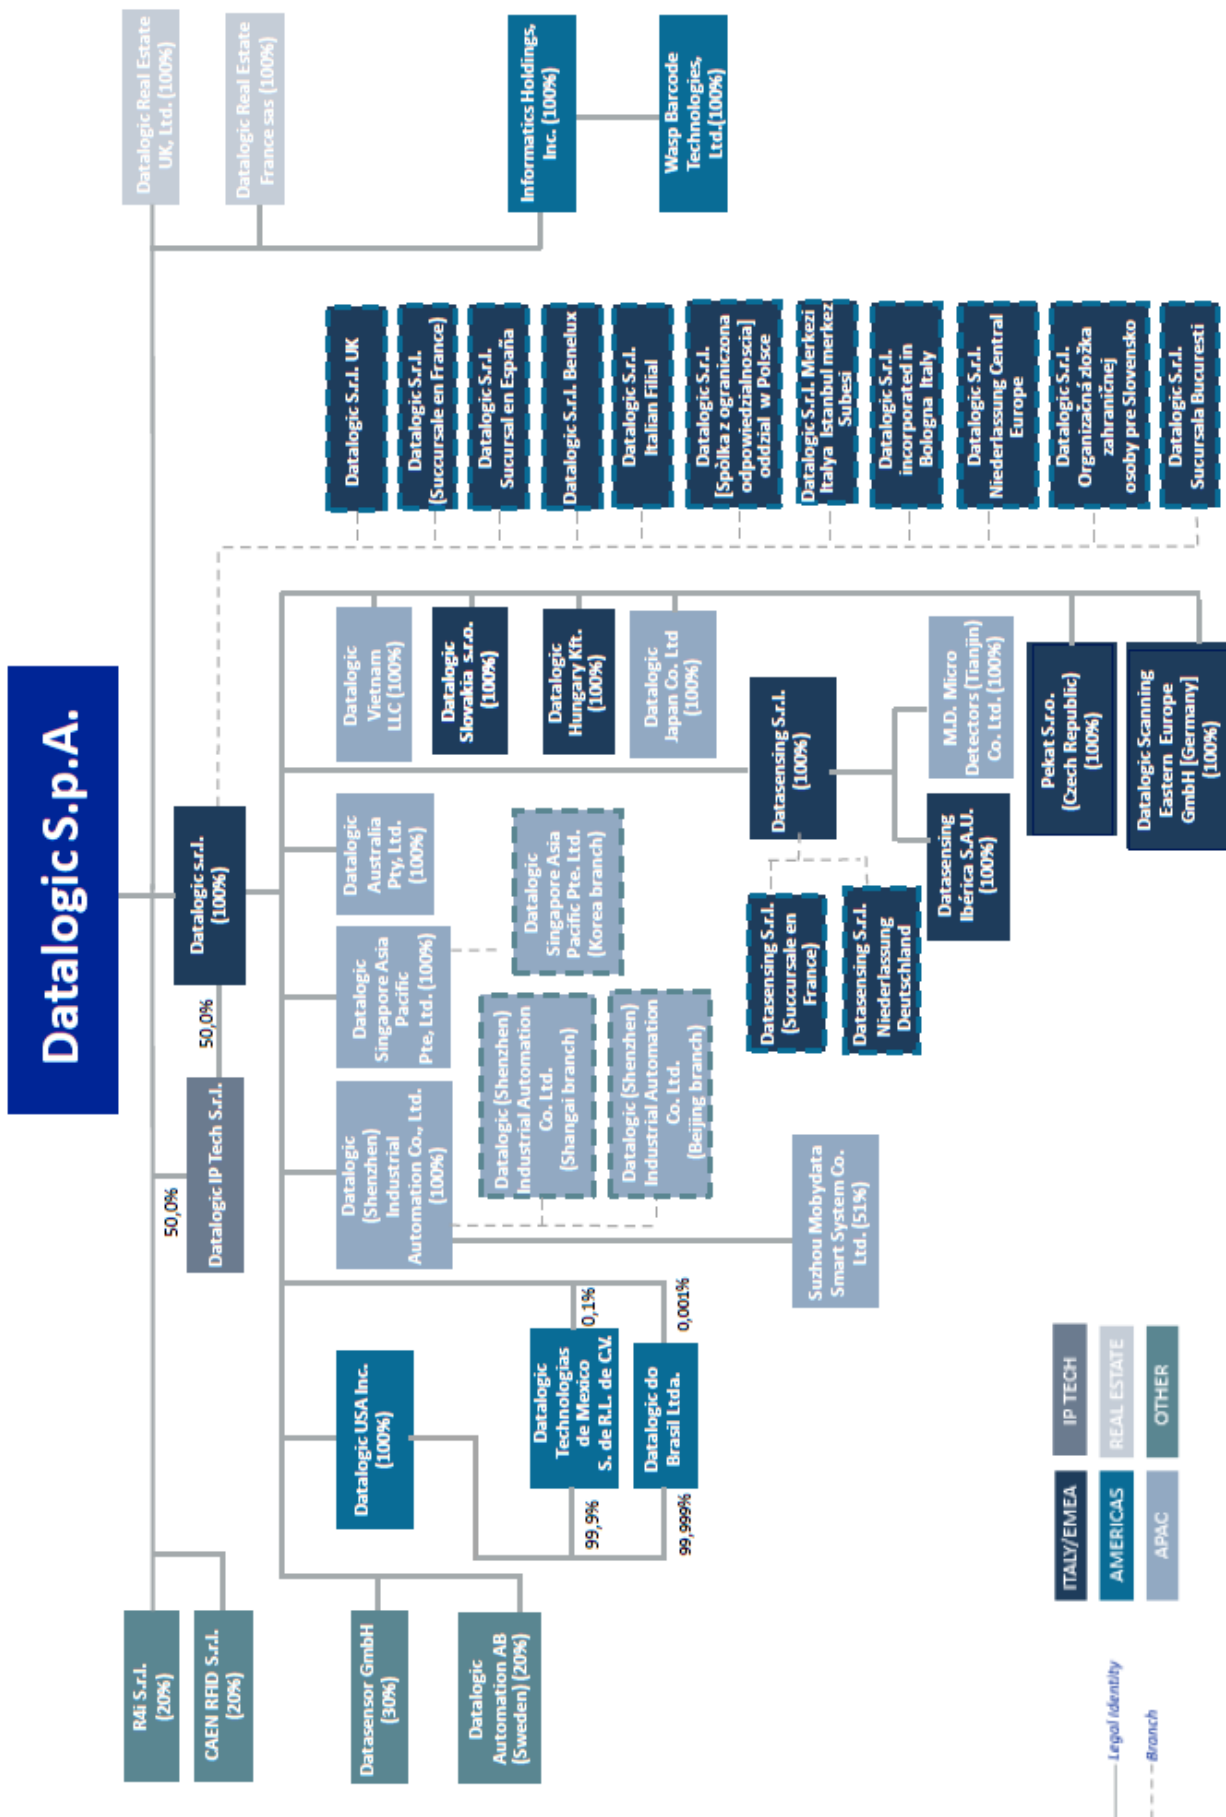 Datalogic S.p.A.
Datalogic Real Estate
UK, Ltd. (100%)
Datalogic Real Estate
France sas (100%)
Informatics Holdings,
Inc. (100%)
Wasp Barcode
Technologies,
Ltd.(100%)
R4i S.r.l.
(20%)
CAEN RFID S.r.l.
(20%)
50,0%
Datalogic IP Tech S.r.l.
50,0%
Datalogic s.r.l.
(100%)
Datalogic S.r.l. UK
Datalogic S.r.l.
(Succursale en France)
Datalogic S.r.l.
Sucursal en España
Datalogic S.r.l. Benelux
Datalogic S.r.l.
Italian Filial
Datalogic S.r.l.
[Spòlka z ograniczona
odpowiedzialnoscia]
oddzial w Polsce
Datalogic S.r.l. Merkezi
Italya Istanbul merkez
Subesi
Datalogic S.r.l.
incorporated in
Bologna Italy
Datalogic S.r.l.
Niederlassung Central
Europe
Datalogic S.r.l.
Organizačná zložka
zahraničnej
osoby pre Slovensko
Datalogic S.r.l.
Sucursala Bucuresti
Datasensor GmbH
(30%)
Datalogic
Automation AB
(Sweden) (20%)
Datalogic USA Inc.
(100%)
99,9%
Datalogic
Technologias
de Mexico
S. de R.L. de C.V.
0,1%
99,999%
Datalogic do
Brasil Ltda.
0,001%
Datalogic
(Shenzhen)
Industrial
Automation Co., Ltd.
(100%)
Datalogic (Shenzhen)
Industrial Automation
Co. Ltd.
(Shangai branch)
Datalogic (Shenzhen)
Industrial Automation
Co. Ltd.
(Beijing branch)
Suzhou Mobydata
Smart System Co.
Ltd. (51%)
Datalogic
Singapore Asia
Pacific
Pte, Ltd. (100%)
Datalogic
Singapore Asia
Pacific Pte. Ltd.
(Korea branch)
Datalogic
Australia
Pty, Ltd.
(100%)
Datalogic
Vietnam
LLC (100%)
Datalogic
Slovakia s.r.o.
(100%)
Datalogic
Hungary Kft.
(100%)
Datalogic
Japan Co. Ltd
(100%)
Datasensing S.r.l.
(100%)
Datasensing S.r.l.
(Succursale en
France)
Datasensing S.r.l.
Niederlassung
Deutschland
Datasensing
Ibérica S.A.U.
(100%)
M.D. Micro
Detectors (Tianjin)
Co. Ltd. (100%)
Pekat S.r.o.
(Czech Republic)
(100%)
Datalogic Scanning
Eastern Europe
GmbH [Germany]
(100%)
Legal Identity
Branch
ITALY/EMEA
IP TECH
AMERICAS
REAL ESTATE
APAC
OTHER